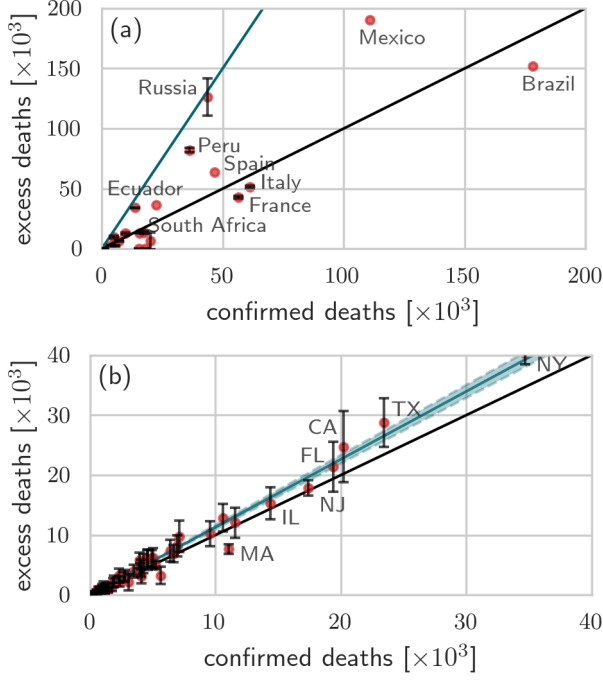 (a)
200
150
100
50
0
excess deaths [×10³]
Mexico
Brazil
Russia
Peru
Spain
Italy
Ecuador
France
South Africa
0 50 100 150 200
confirmed deaths [×10³]
(b)
40
30
20
10
0
excess deaths [×10³]
NY
TX
CA
FL
NJ
IL
MA
0 10 20 30 40
confirmed deaths [×10³]